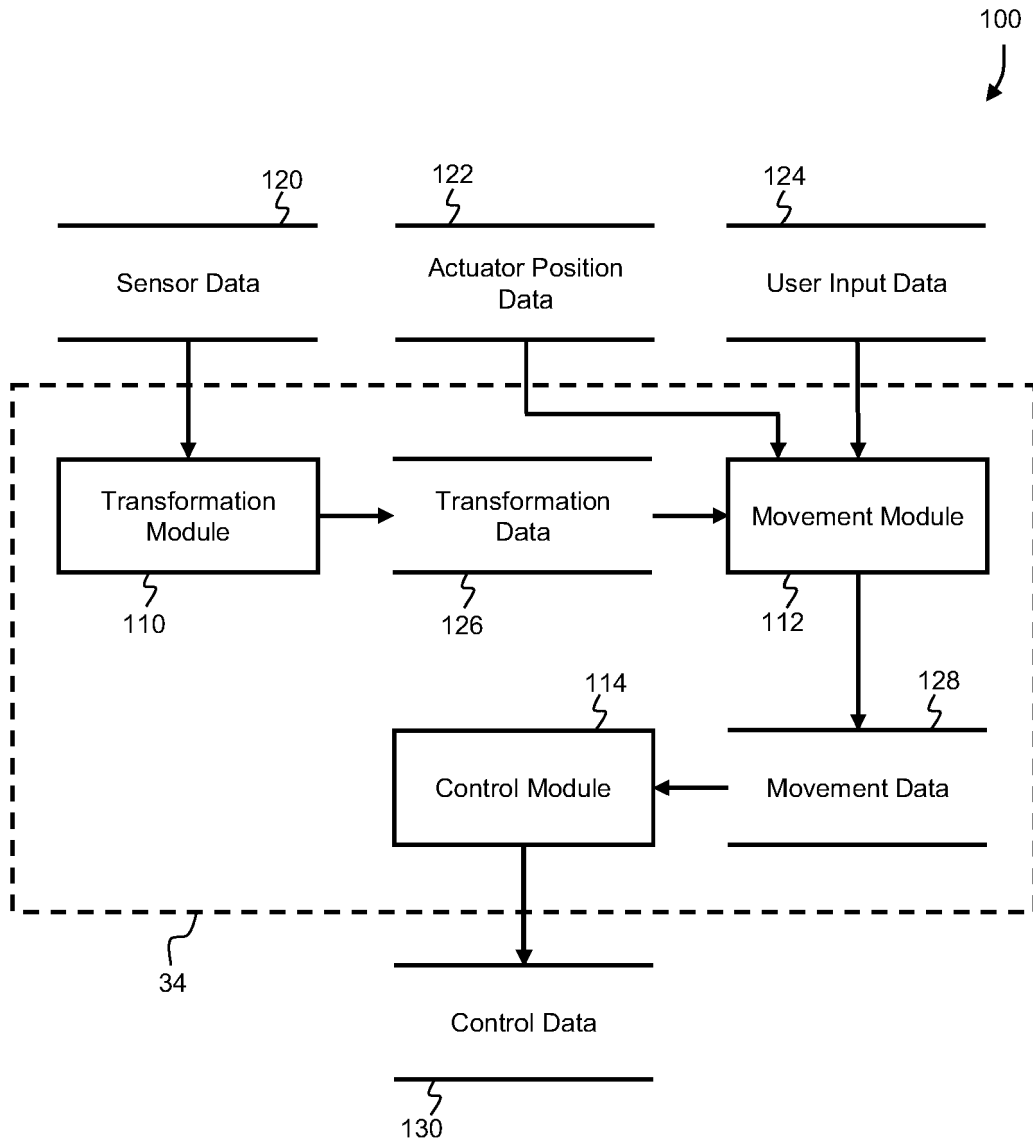 100
120
122
124
Sensor Data
Actuator Position
Data
User Input Data
Transformation
Module
Transformation
Data
Movement Module
110
126
112
114
128
Control Module
Movement Data
34
Control Data
130